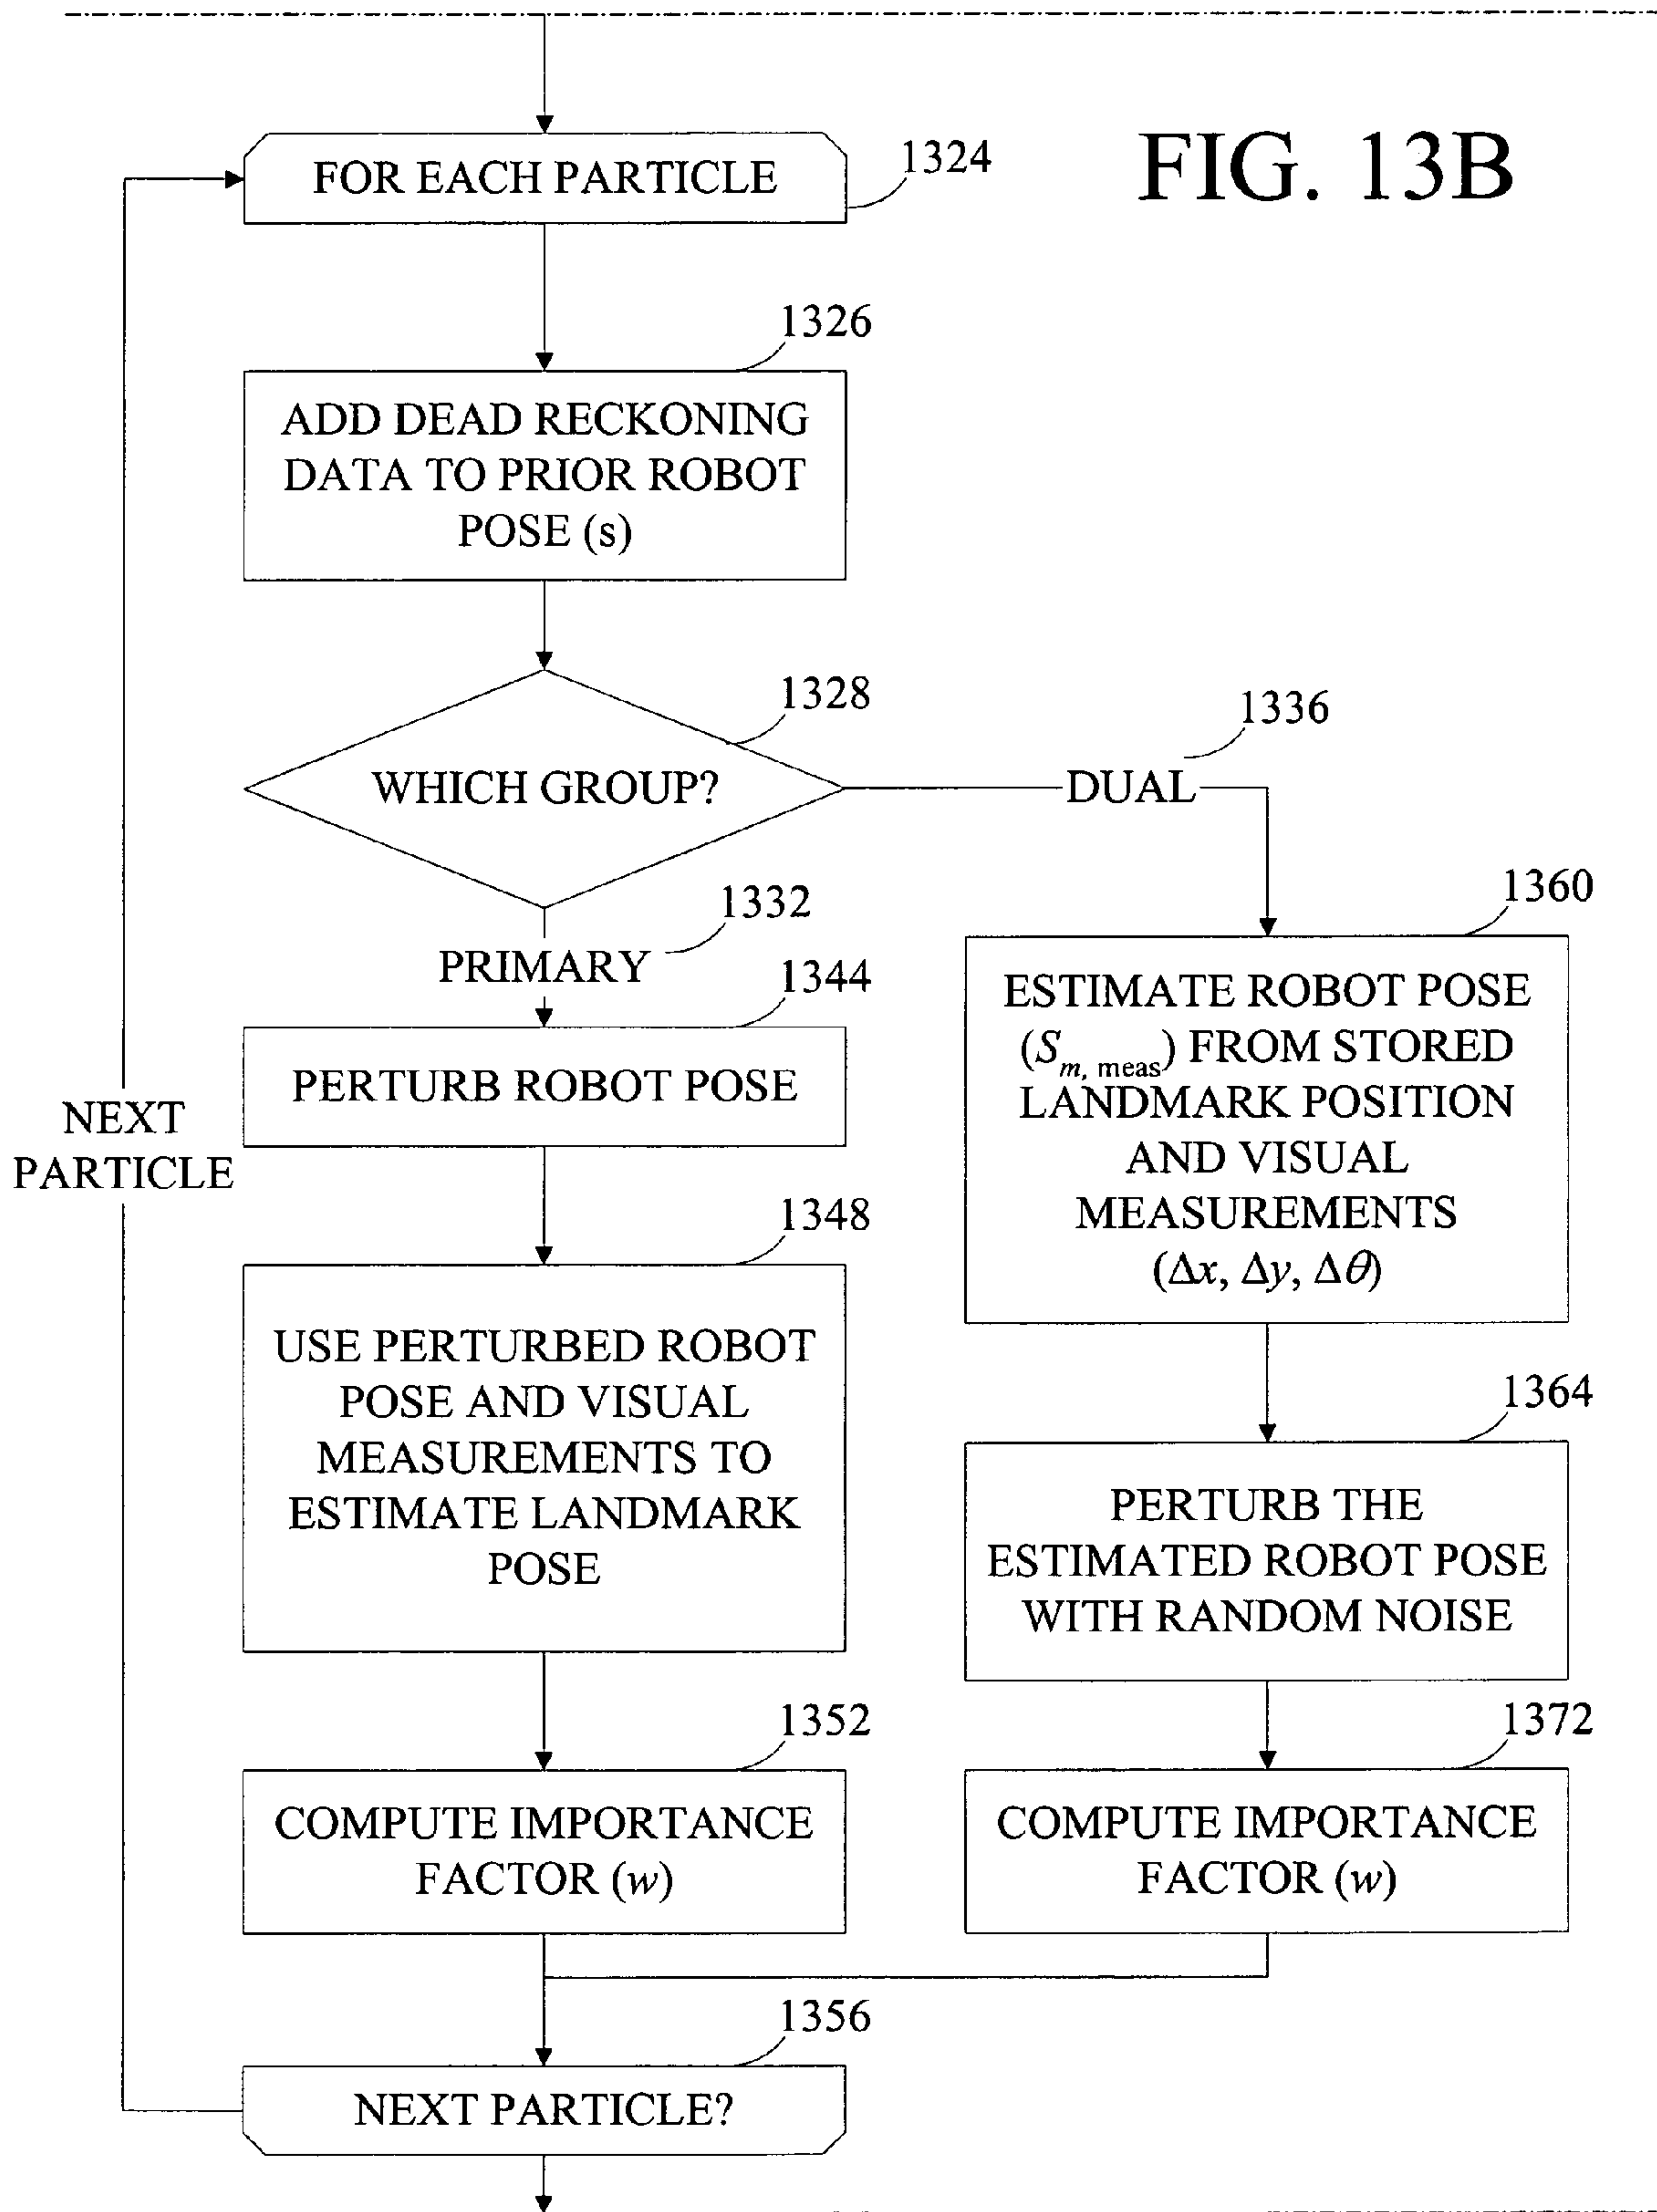 FIG. 13B
FOR EACH PARTICLE
1324
1326
ADD DEAD RECKONING
DATA TO PRIOR ROBOT
POSE (s)
1328
WHICH GROUP?
1336
DUAL
1332
PRIMARY
1344
PERTURB ROBOT POSE
NEXT
PARTICLE
1348
USE PERTURBED ROBOT
POSE AND VISUAL
MEASUREMENTS TO
ESTIMATE LANDMARK
POSE
1352
COMPUTE IMPORTANCE
FACTOR (w)
1360
ESTIMATE ROBOT POSE
(S m, meas) FROM STORED
LANDMARK POSITION
AND VISUAL
MEASUREMENTS
(Δx, Δy, Δθ)
1364
PERTURB THE
ESTIMATED ROBOT POSE
WITH RANDOM NOISE
1372
COMPUTE IMPORTANCE
FACTOR (w)
1356
NEXT PARTICLE?